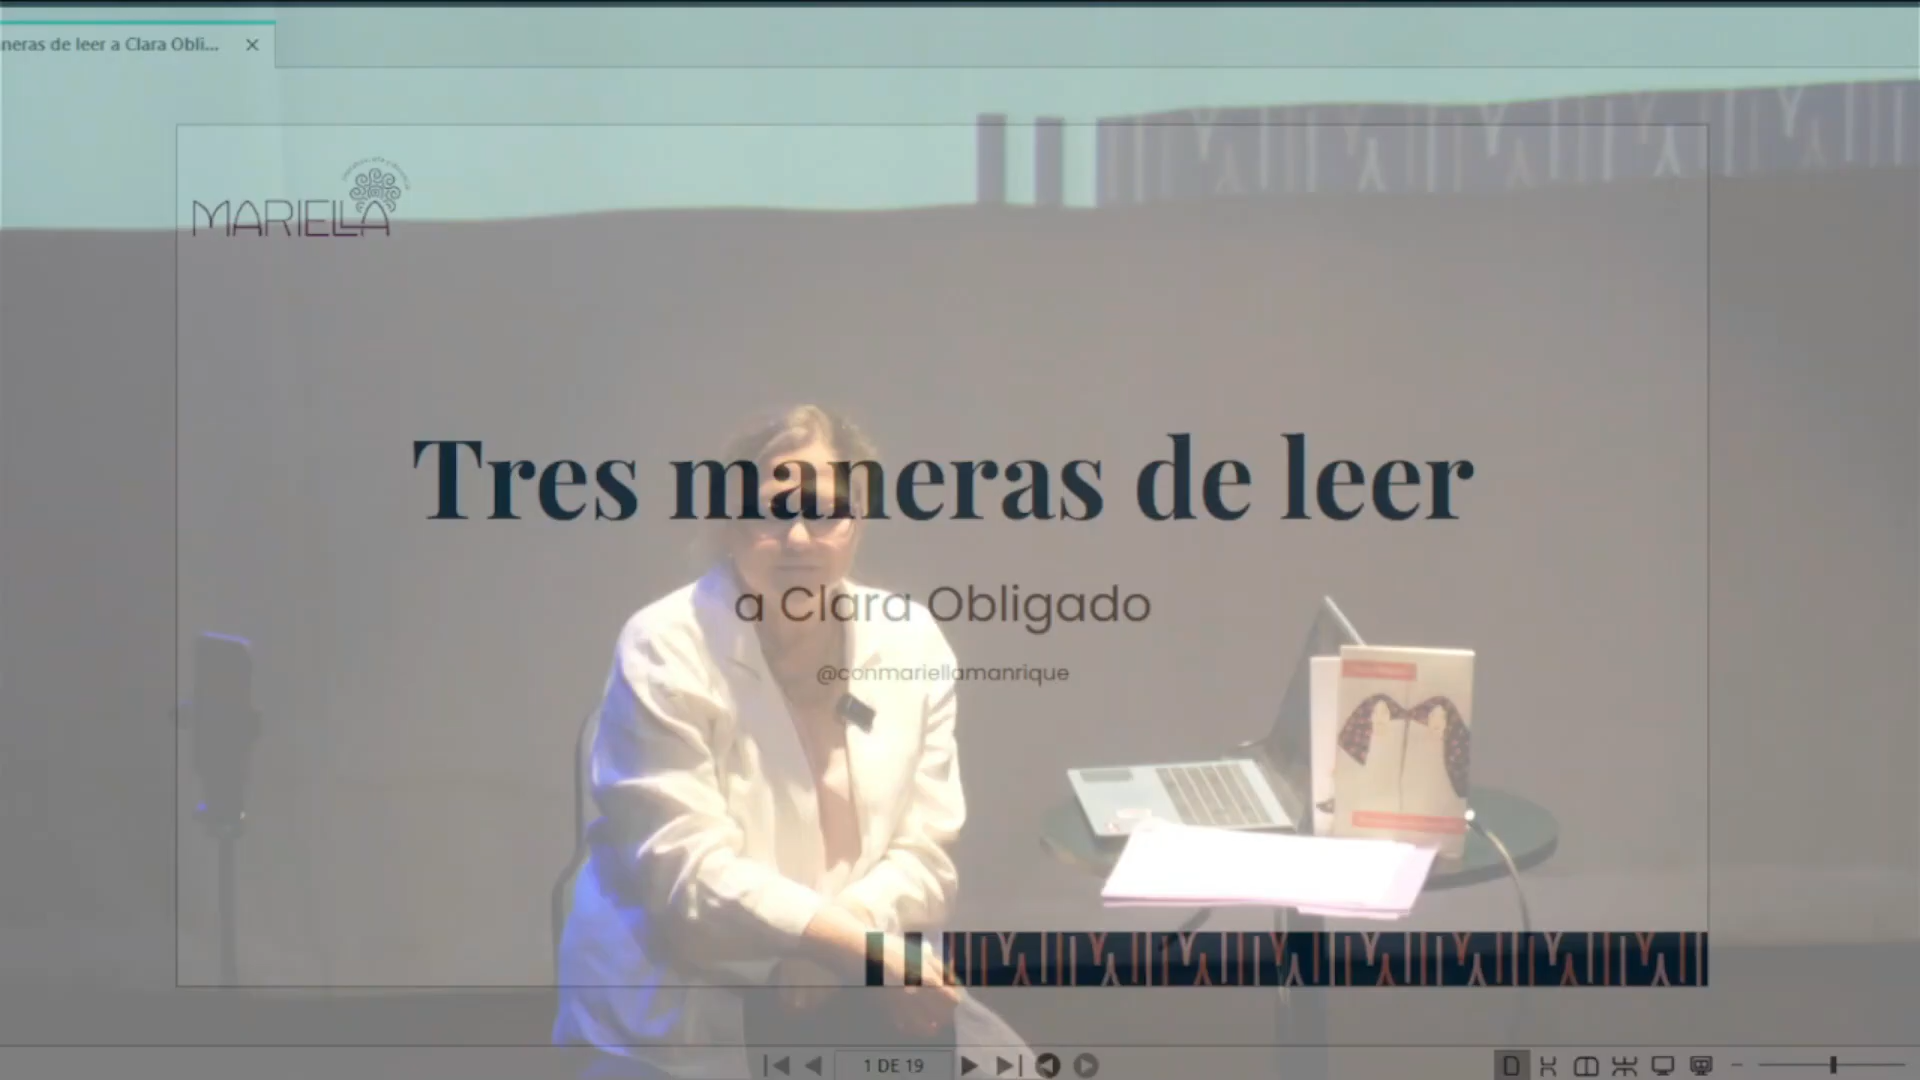 neras de leer a Clara Obli...
MARIELLA
Tres maneras de leer
a Clara Obligado
@conmariellamanrique
1 DE 19